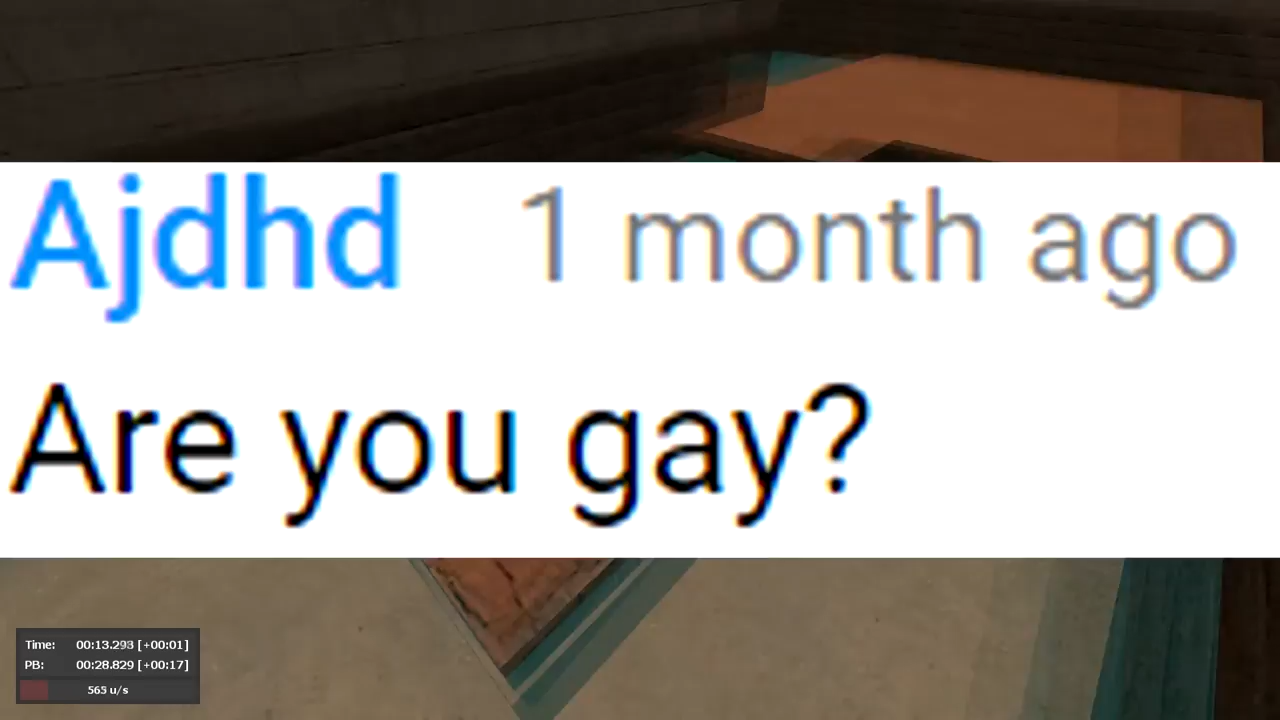 Ajdhd 1 month ago
Are you gay?
Time: 00:13.293 [+00:01]
PB: 00:28.829 [+00:17]
565 u/s